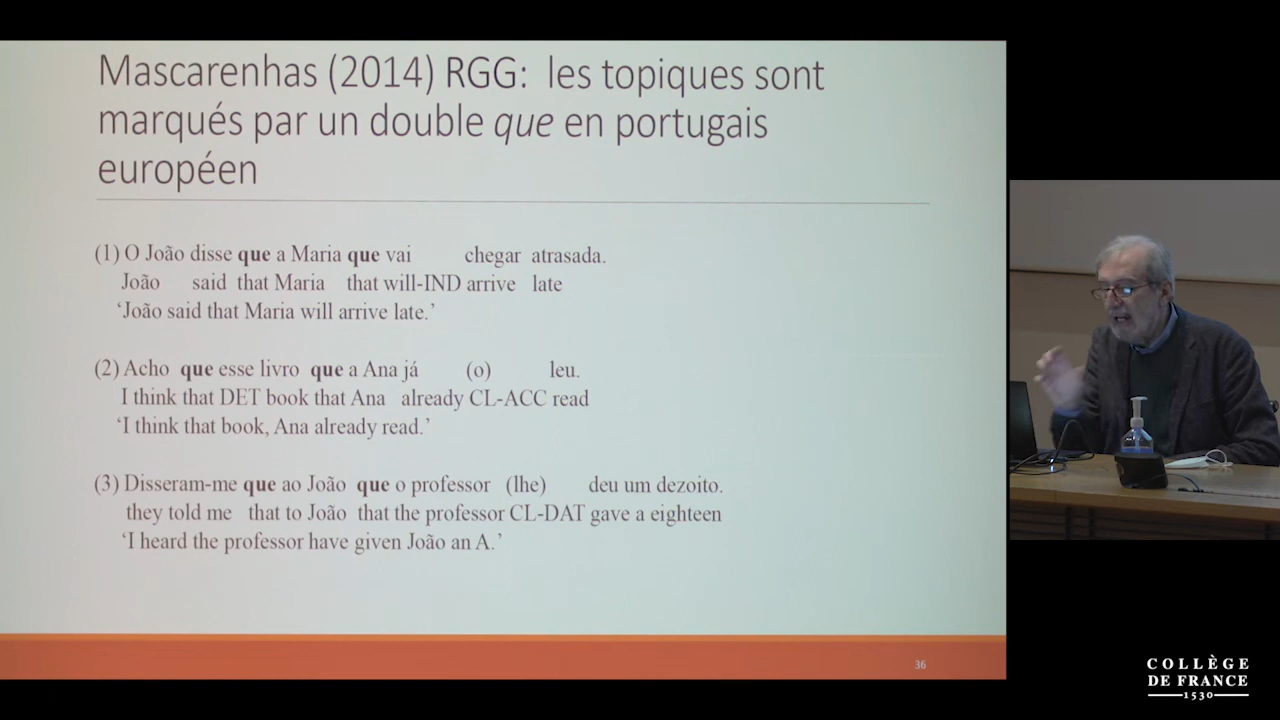 Mascarenhas (2014) RGG: les topiques sont
marqués par un double que en portugais
européen
(1) O João disse que a Maria que vai chegar atrasada.
João said that Maria that will-IND arrive late
‘João said that Maria will arrive late.’
(2) Acho que esse livro que a Ana já (o) leu.
I think that DET book that Ana already CL-ACC read
‘I think that book, Ana already read.’
(3) Disseram-me que ao João que o professor (lhe) deu um dezoito.
they told me that to João that the professor CL-DAT gave a eighteen
‘I heard the professor have given João an A.’
36
COLLÈGE
DE FRANCE
1530